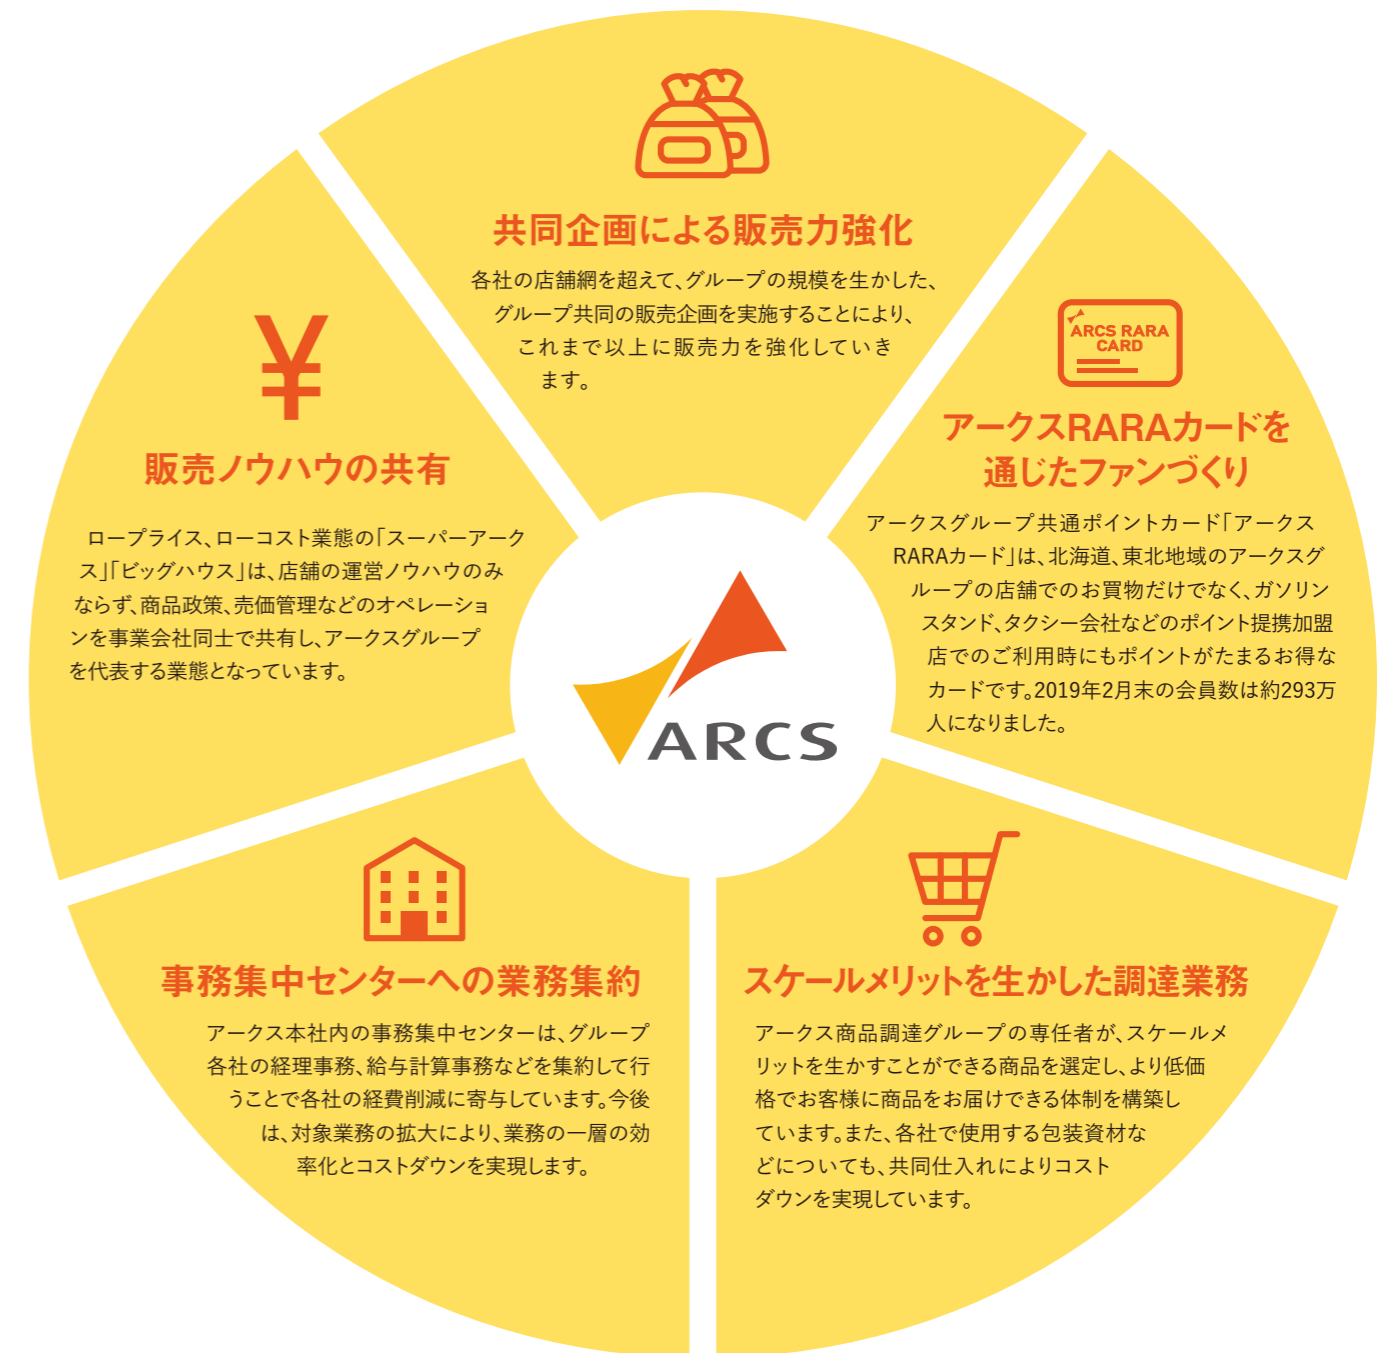 共同企画による販売力強化
各社の店舗網を超えて、グループの規模を生かした、
グループ共同の販売企画を実施することにより、
これまで以上に販売力を強化していき
ます。
ARCS RARA
CARD
アークスRARAカードを
通じたファンづくり
アークスグループ共通ポイントカード「アークス
RARAカード」は、北海道、東北地域のアークスグ
ループの店舗でのお買物だけでなく、ガソリン
スタンド、タクシー会社などのポイント提携加盟
店でのご利用時にもポイントがたまるお得な
カードです。2019年2月末の会員数は約293万
人になりました。
¥
販売ノウハウの共有
ロープライス、ローコスト業態の「スーパーアーク
ス」「ビッグハウス」は、店舗の運営ノウハウのみ
ならず、商品政策、売価管理などのオペレーショ
ンを事業会社同士で共有し、アークスグループ
を代表する業態となっています。
ARCS
事務集中センターへの業務集約
アークス本社内の事務集中センターは、グループ
各社の経理事務、給与計算事務などを集約して行
うことで各社の経費削減に寄与しています。今後
は、対象業務の拡大により、業務の一層の効
率化とコストダウンを実現します。
スケールメリットを生かした調達業務
アークス商品調達グループの専任者が、スケールメ
リットを生かすことができる商品を選定し、より低価
格でお客様に商品をお届けできる体制を構築し
ています。また、各社で使用する包装資材な
どについても、共同仕入れによりコスト
ダウンを実現しています。